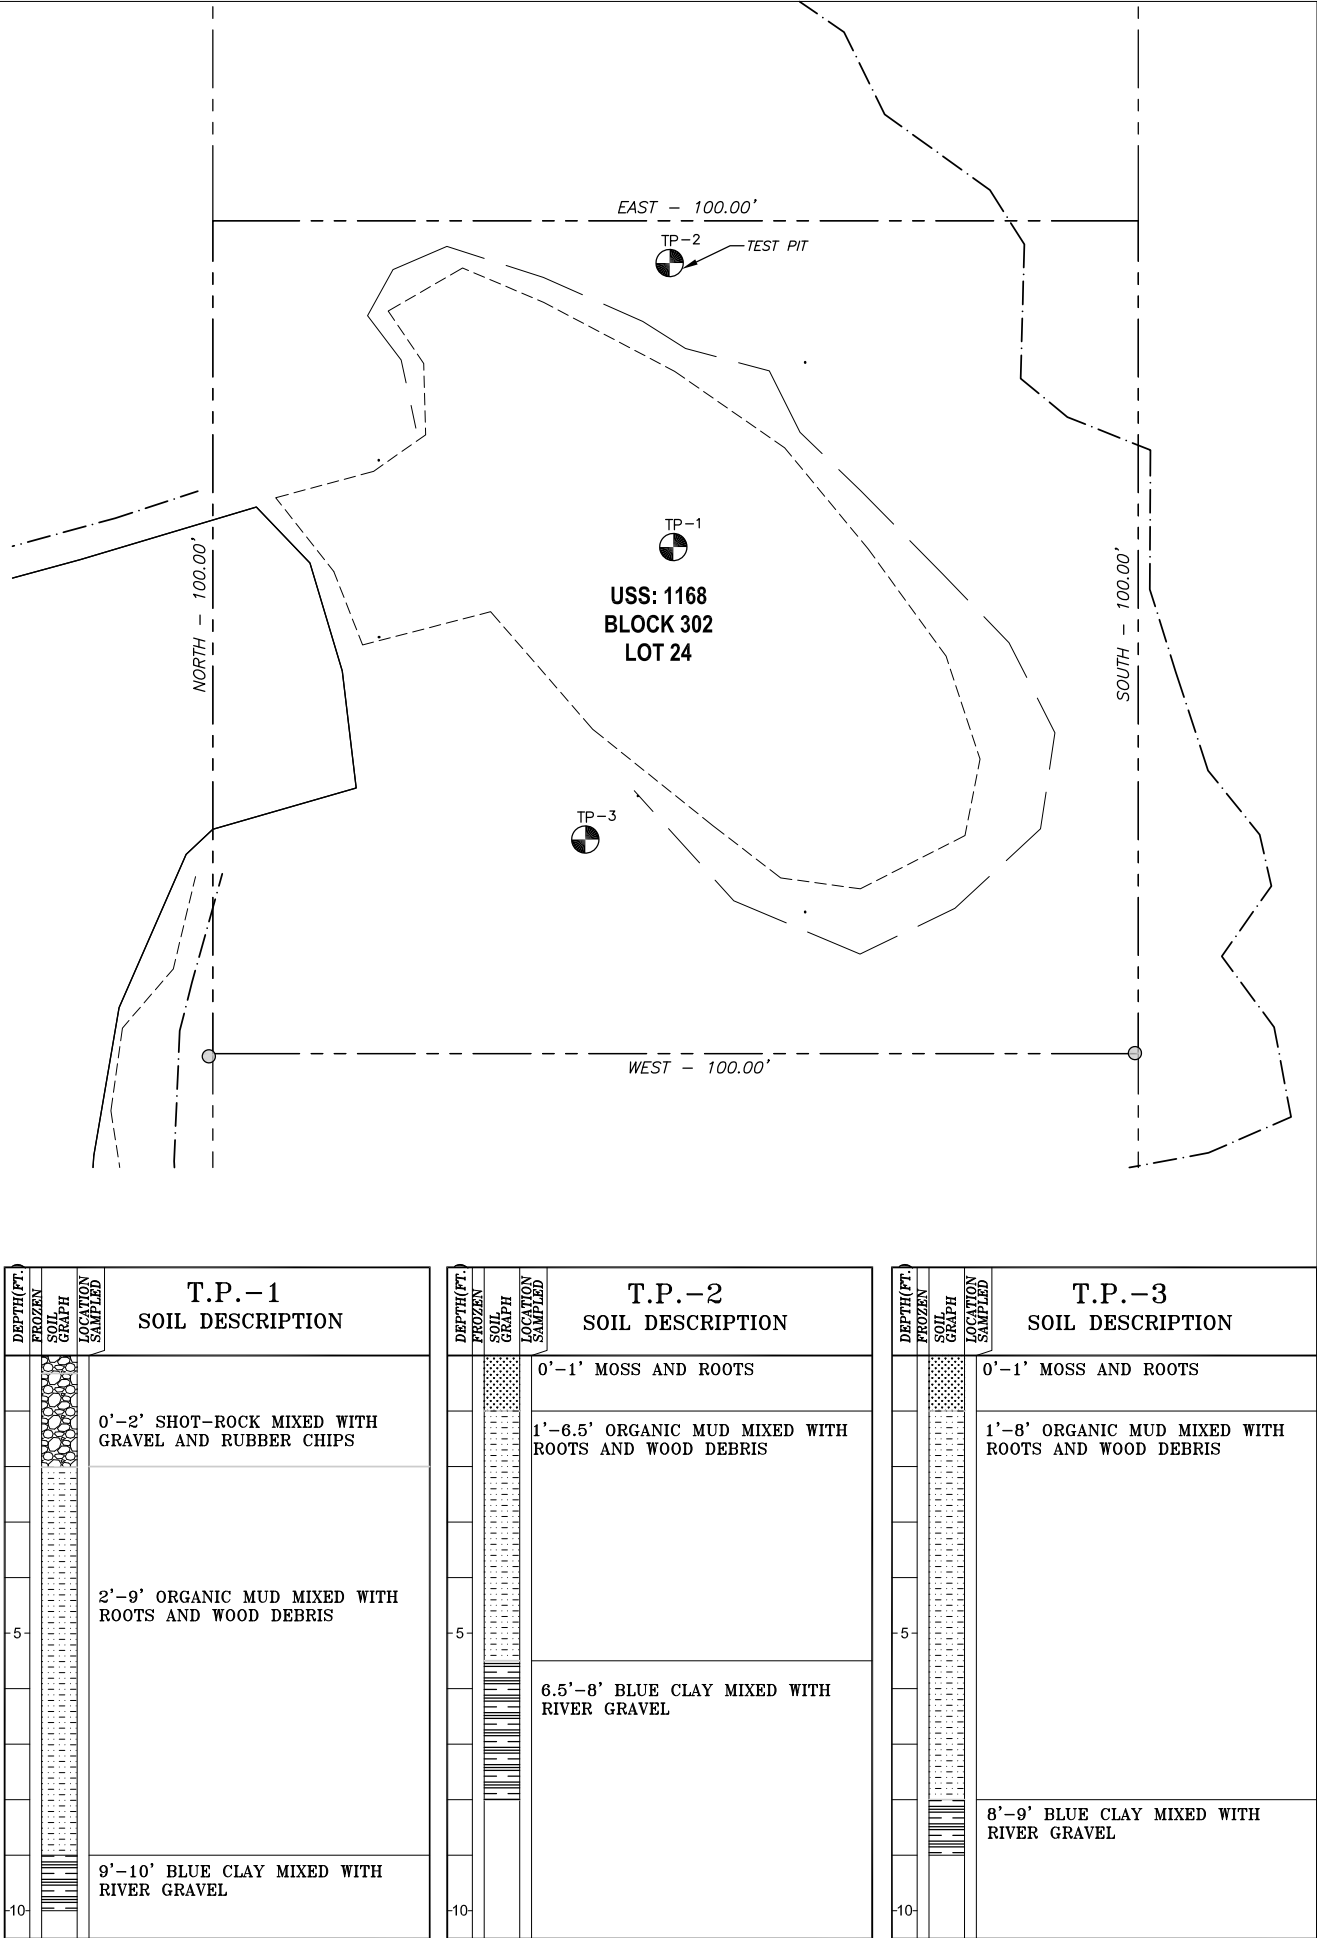 EAST – 100.00'
TP-2
TEST PIT
TP-1
USS: 1168
BLOCK 302
LOT 24
NORTH – 100.00'
SOUTH – 100.00'
TP-3
WEST – 100.00'
DEPTH(FT.)
FROZEN
SOIL
GRAPH
LOCATION
SAMPLED
T.P.-1
SOIL DESCRIPTION
0'-2' SHOT-ROCK MIXED WITH
GRAVEL AND RUBBER CHIPS
2'-9' ORGANIC MUD MIXED WITH
ROOTS AND WOOD DEBRIS
5
9'-10' BLUE CLAY MIXED WITH
RIVER GRAVEL
10
DEPTH(FT.)
FROZEN
SOIL
GRAPH
LOCATION
SAMPLED
T.P.-2
SOIL DESCRIPTION
0'-1' MOSS AND ROOTS
1'-6.5' ORGANIC MUD MIXED WITH
ROOTS AND WOOD DEBRIS
5
6.5'-8' BLUE CLAY MIXED WITH
RIVER GRAVEL
10
DEPTH(FT.)
FROZEN
SOIL
GRAPH
LOCATION
SAMPLED
T.P.-3
SOIL DESCRIPTION
0'-1' MOSS AND ROOTS
1'-8' ORGANIC MUD MIXED WITH
ROOTS AND WOOD DEBRIS
5
8'-9' BLUE CLAY MIXED WITH
RIVER GRAVEL
10